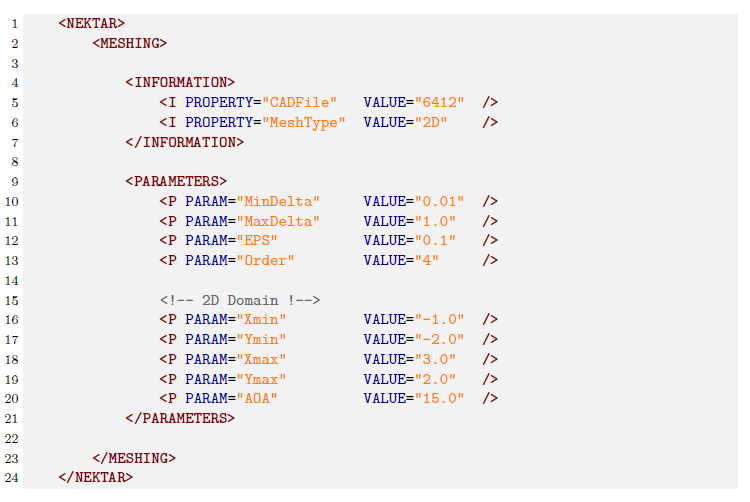 1 <NEKTAR>
2 <MESHING>
3
4 <INFORMATION>
5 <I PROPERTY="CADFile" VALUE="6412" />
6 <I PROPERTY="MeshType" VALUE="2D" />
7 </INFORMATION>
8
9 <PARAMETERS>
10 <P PARAM="MinDelta" VALUE="0.01" />
11 <P PARAM="MaxDelta" VALUE="1.0" />
12 <P PARAM="EPS" VALUE="0.1" />
13 <P PARAM="Order" VALUE="4" />
14
15 <!-- 2D Domain !-->
16 <P PARAM="Xmin" VALUE="-1.0" />
17 <P PARAM="Ymin" VALUE="-2.0" />
18 <P PARAM="Xmax" VALUE="3.0" />
19 <P PARAM="Ymax" VALUE="2.0" />
20 <P PARAM="AOA" VALUE="15.0" />
21 </PARAMETERS>
22
23 </MESHING>
24 </NEKTAR>